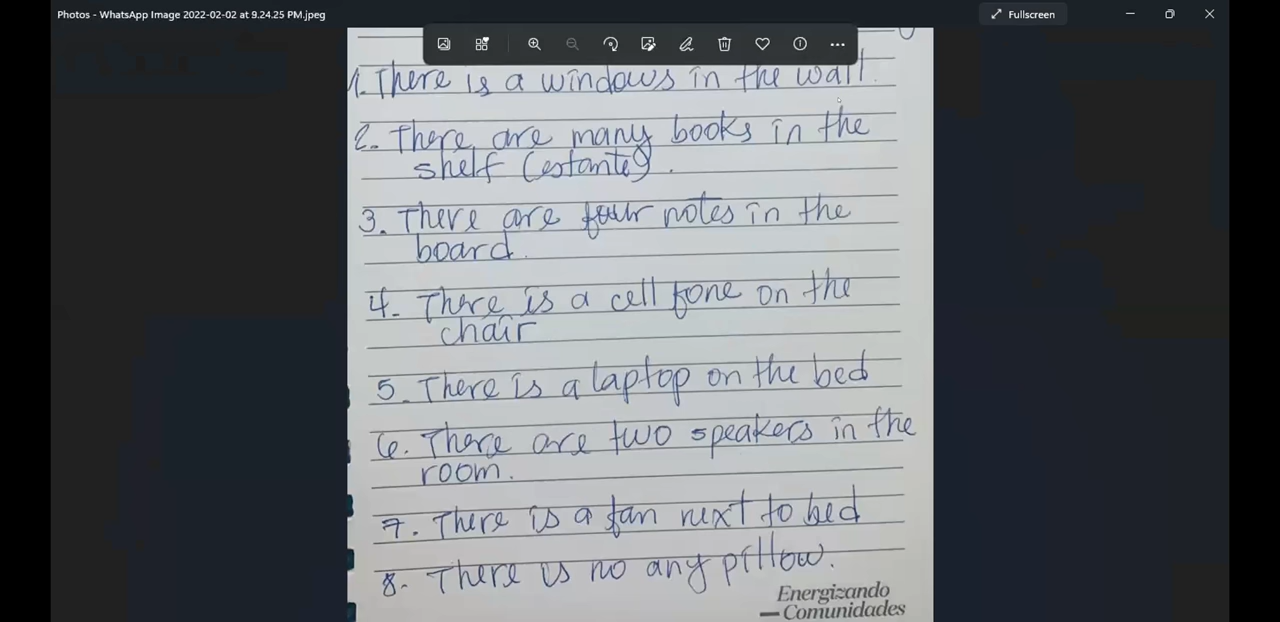 Photos - WhatsApp Image 2022-02-02 at 9.24.25 PM.jpeg
Fullscreen
1. There is a windows in the wall.
2. There are many books in the
shelf (estante).
3. There are four notes in the
board.
4. There is a cell fone on the
chair
5. There is a laptop on the bed
6. There are two speakers in the
room.
7. There is a fan next to bed
8. There is no any pillow.
Energizando
Comunidades